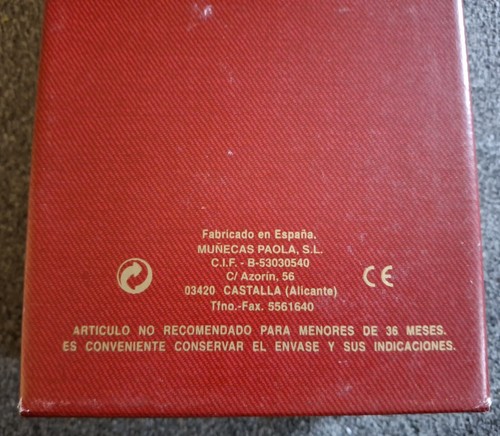 Fabricado en España.
MUÑECAS PAOLA, S.L.
C.I.F. - B-53030540
C/ Azorín, 56
03420 CASTALLA (Alicante)
Tfno.-Fax. 5561640
CE
ARTICULO NO RECOMENDADO PARA MENORES DE 36 MESES.
ES CONVENIENTE CONSERVAR EL ENVASE Y SUS INDICACIONES.